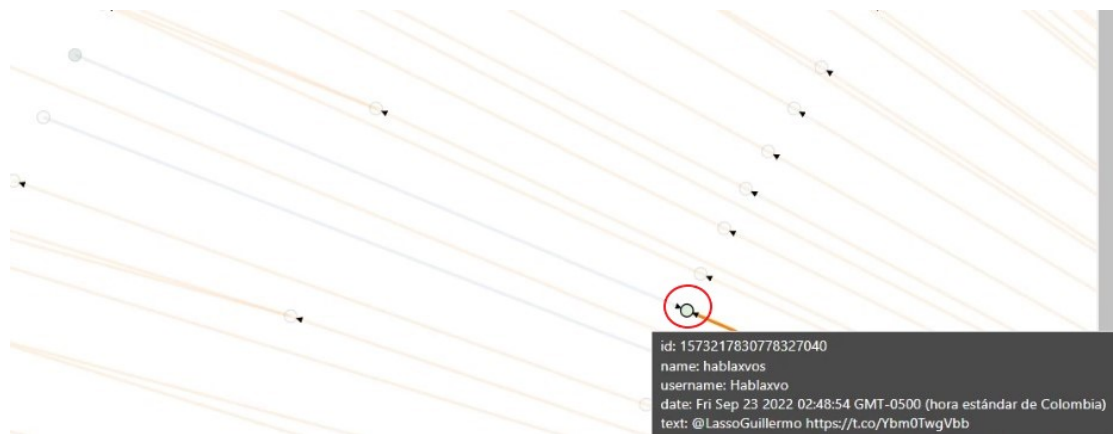 id: 1573217830778327040
name: hablaxvos
username: Hablaxvo
date: Fri Sep 23 2022 02:48:54 GMT-0500 (hora estándar de Colombia)
text: @LassoGuillermo https://t.co/Ybm0TwgVbb